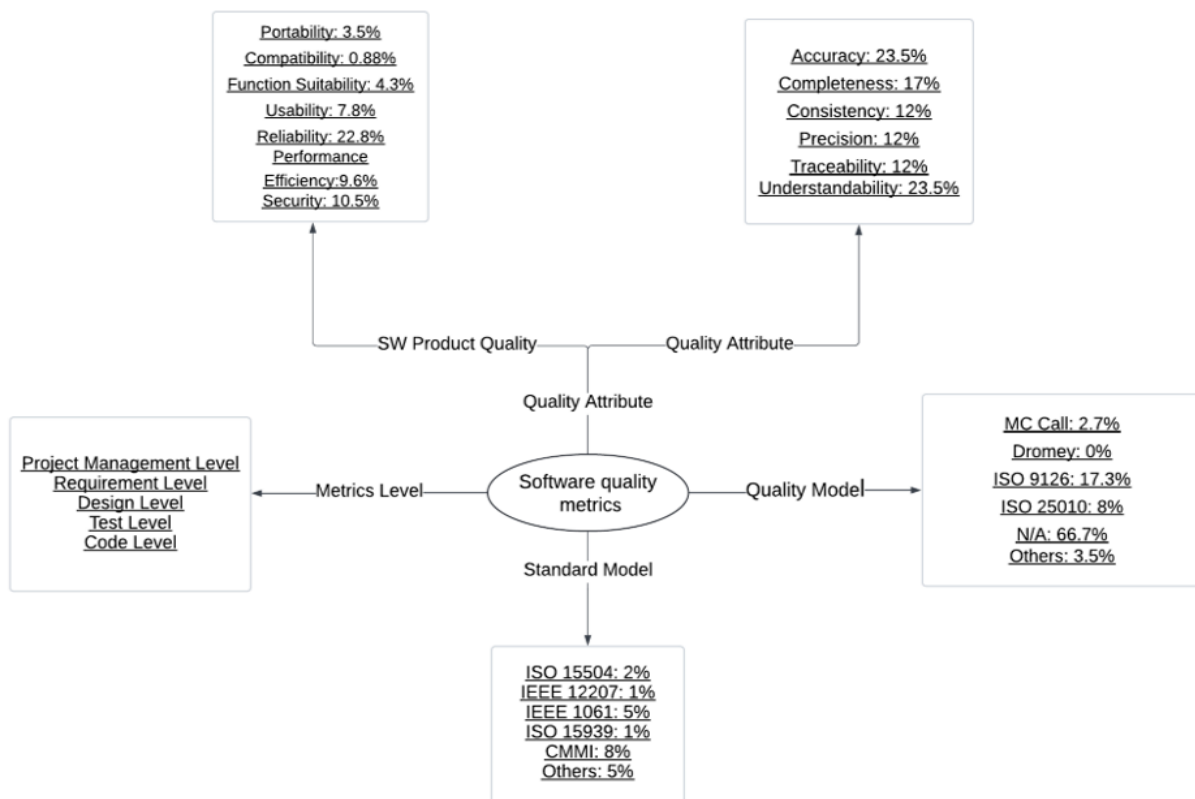 Portability: 3.5%
Compatibility: 0.88%
Function Suitability: 4.3%
Usability: 7.8%
Reliability: 22.8%
Performance
Efficiency:9.6%
Security: 10.5%
Accuracy: 23.5%
Completeness: 17%
Consistency: 12%
Precision: 12%
Traceability: 12%
Understandability: 23.5%
SW Product Quality
Quality Attribute
Quality Attribute
Project Management Level
Requirement Level
Design Level
Test Level
Code Level
Metrics Level
Software quality
metrics
Quality Model
MC Call: 2.7%
Dromey: 0%
ISO 9126: 17.3%
ISO 25010: 8%
N/A: 66.7%
Others: 3.5%
Standard Model
ISO 15504: 2%
IEEE 12207: 1%
IEEE 1061: 5%
ISO 15939: 1%
CMMI: 8%
Others: 5%